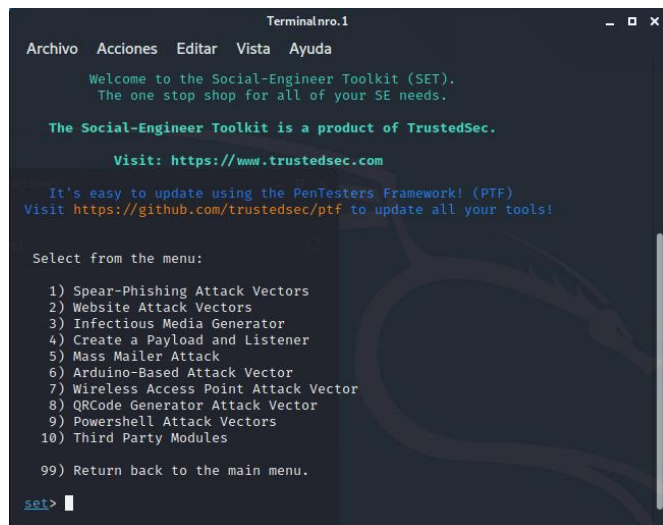 Terminal nro. 1
Archivo Acciones Editar Vista Ayuda
Welcome to the Social-Engineer Toolkit (SET).
The one stop shop for all of your SE needs.
The Social-Engineer Toolkit is a product of TrustedSec.
Visit: https://www.trustedsec.com
It's easy to update using the PenTesters Framework! (PTF)
Visit https://github.com/trustedsec/ptf to update all your tools!
Select from the menu:
1) Spear-Phishing Attack Vectors
2) Website Attack Vectors
3) Infectious Media Generator
4) Create a Payload and Listener
5) Mass Mailer Attack
6) Arduino-Based Attack Vector
7) Wireless Access Point Attack Vector
8) QRCode Generator Attack Vector
9) Powershell Attack Vectors
10) Third Party Modules
99) Return back to the main menu.
set>